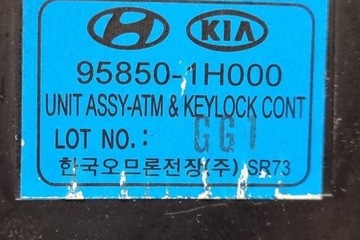 KIA
95850-1H000
UNIT ASSY-ATM & KEYLOCK CONT
LOT NO.: GG1
한국오므론전장(주) SR73